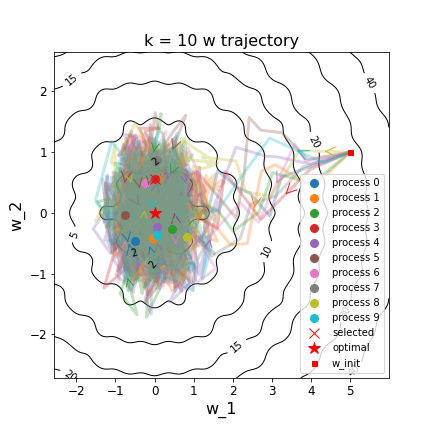 k = 10 w trajectory
15
40
2
20
1
2
w_2
0
5
2
2
10
−1
−2
15
20
5
process 0
process 1
process 2
process 3
process 4
process 5
process 6
process 7
process 8
process 9
selected
optimal
w_init
−2
−1
0
1
2
3
4
5
w_1